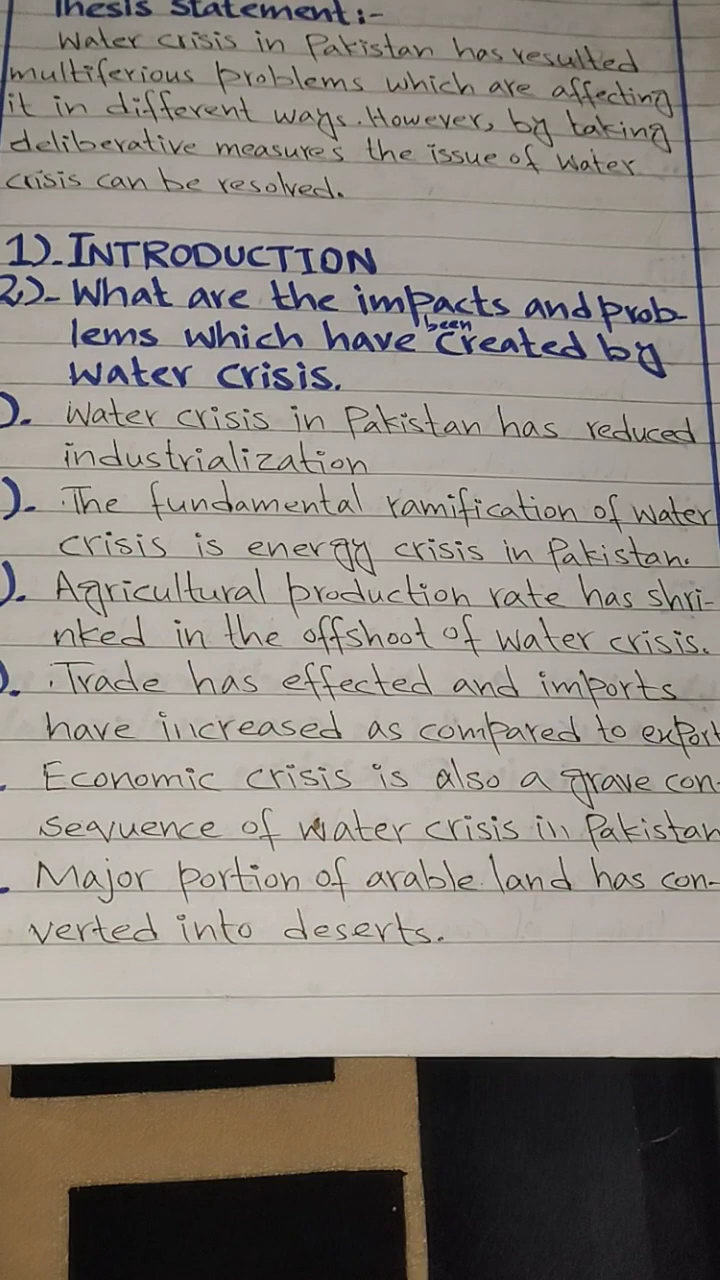 Thesis Statement:-
Water crisis in Pakistan has resulted
multiferious problems which are affecting
it in different ways. However, by taking
deliberative measures the issue of water
crisis can be resolved.
1). INTRODUCTION
2)- What are the impacts and prob-
lems which have been created by
water crisis.
). Water crisis in Pakistan has reduced
industrialization
). The fundamental ramification of water
crisis is energy crisis in Pakistan.
). Agricultural production rate has shri-
nked in the offshoot of water crisis.
). Trade has effected and imports
have increased as compared to export
. Economic crisis is also a grave con-
sequence of water crisis in Pakistan
. Major portion of arable land has con-
verted into deserts.